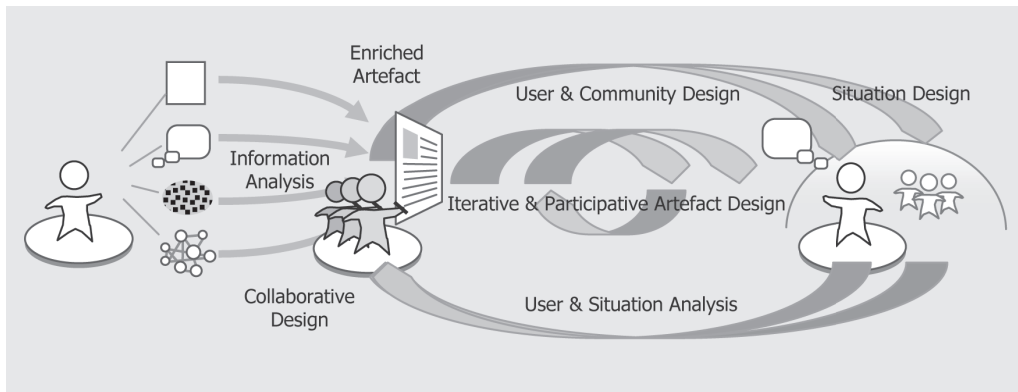 Enriched
Artefact
User & Community Design
Situation Design
Information
Analysis
Iterative & Participative Artefact Design
Collaborative
Design
User & Situation Analysis